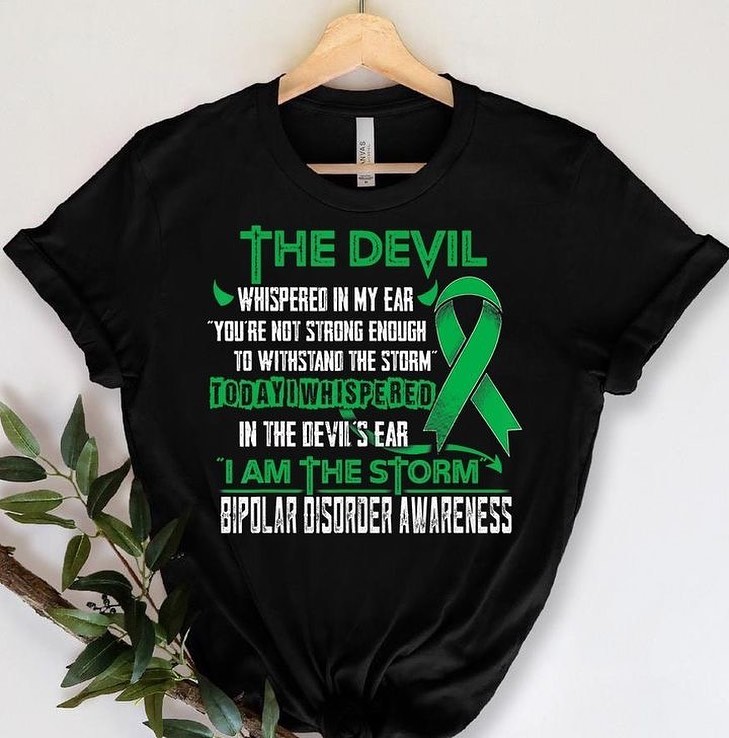 THE DEVIL
WHISPERED IN MY EAR
"YOU'RE NOT STRONG ENOUGH
TO WITHSTAND THE STORM"
TODAY I WHISPERED
IN THE DEVIL'S EAR
"I AM THE STORM"
BIPOLAR DISORDER AWARENESS